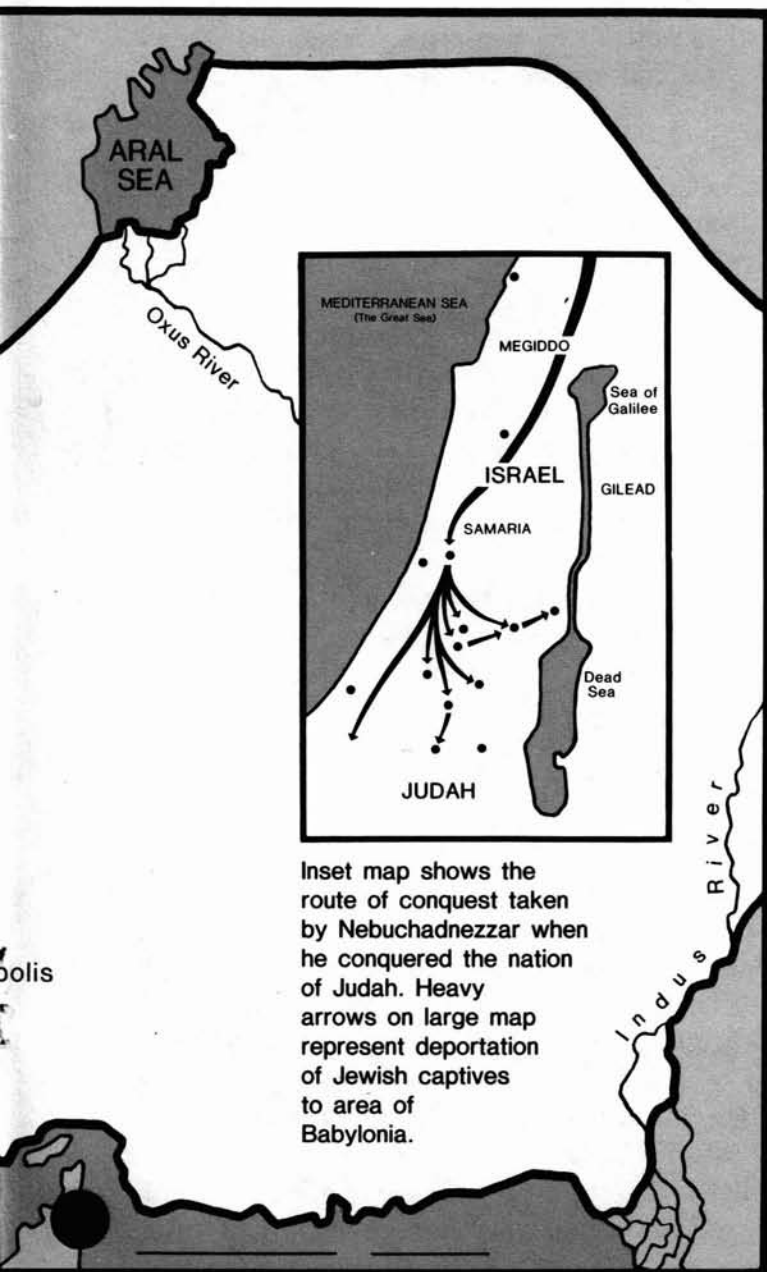 ARAL
SEA
Oxus River
MEDITERRANEAN SEA
(The Great Sea)
MEGIDDO
Sea of
Galilee
ISRAEL
GILEAD
SAMARIA
Dead
Sea
JUDAH
Indus River
polis
Inset map shows the
route of conquest taken
by Nebuchadnezzar when
he conquered the nation
of Judah. Heavy
arrows on large map
represent deportation
of Jewish captives
to area of
Babylonia.